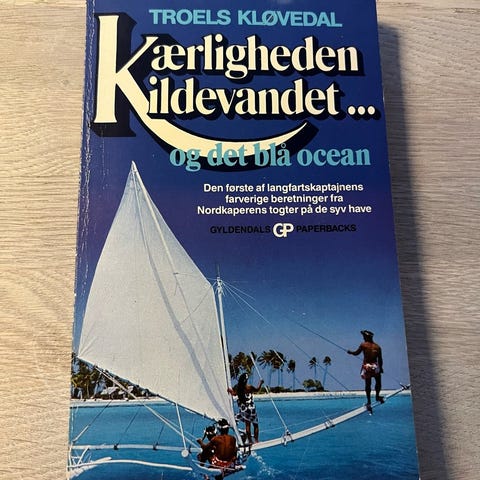 TROELS KLØVEDAL
Kærligheden
Kildevandet...
og det blå ocean
Den første af langfartskaptajnens
farverige beretninger fra
Nordkaperens togter på de syv have
GYLDENDALS GP PAPERBACKS